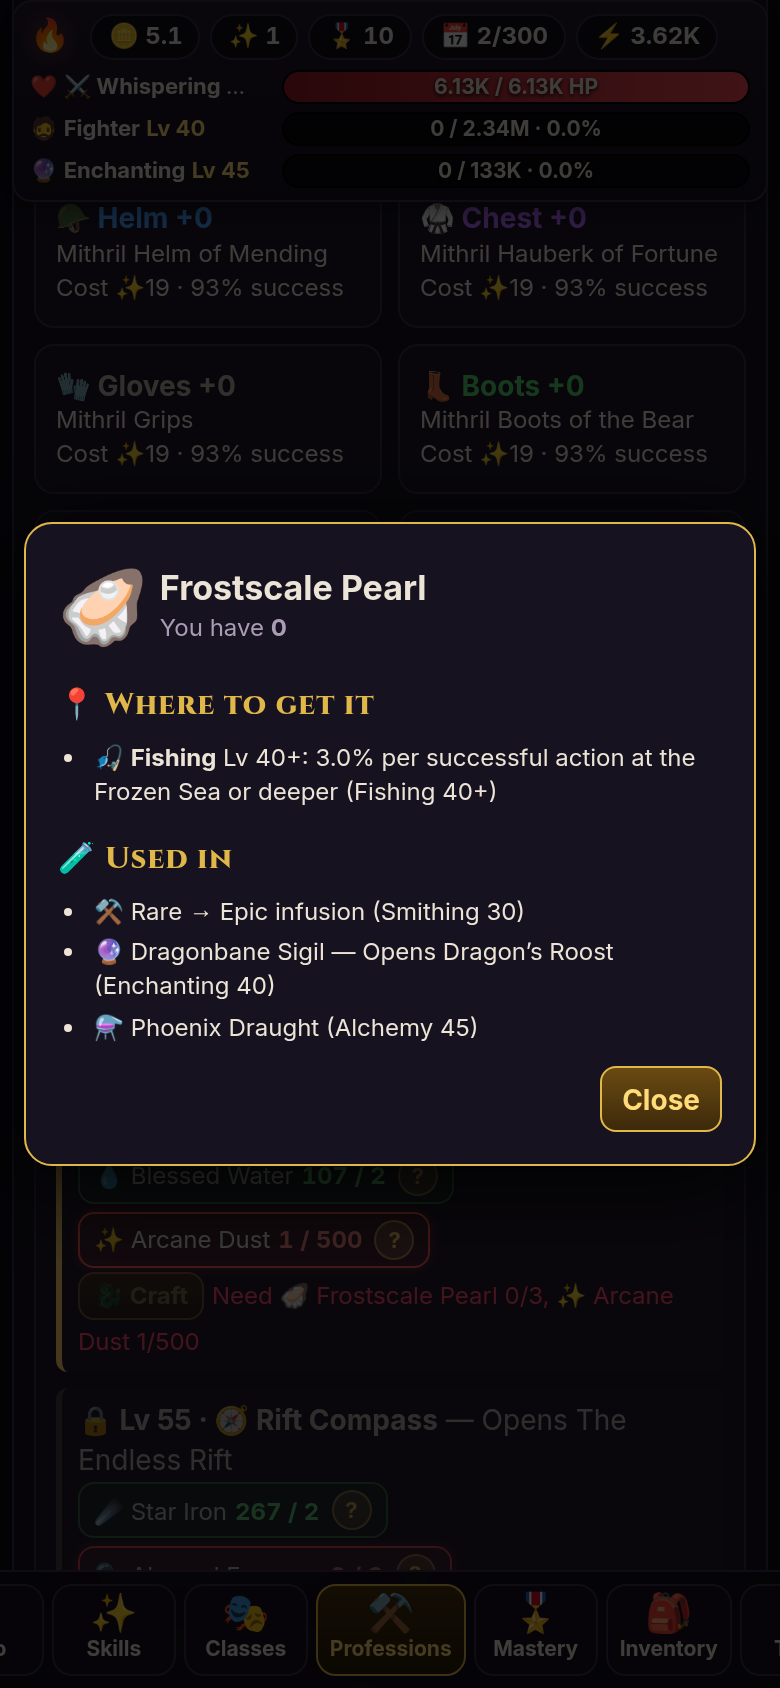 5.1
1
10
2/300
3.62K
Whispering ...
6.13K / 6.13K HP
Fighter Lv 40
0 / 2.34M · 0.0%
Enchanting Lv 45
0 / 133K · 0.0%
Helm +0
Chest +0
Mithril Helm of Mending
Mithril Hauberk of Fortune
Cost ✨19 · 93% success
Cost ✨19 · 93% success
Gloves +0
Boots +0
Mithril Grips
Mithril Boots of the Bear
Cost ✨19 · 93% success
Cost ✨19 · 93% success
Frostscale Pearl
You have 0
Where to get it
• Fishing Lv 40+: 3.0% per successful action at the
Frozen Sea or deeper (Fishing 40+)
Used in
• Rare → Epic infusion (Smithing 30)
• Dragonbane Sigil — Opens Dragon’s Roost
(Enchanting 40)
• Phoenix Draught (Alchemy 45)
Close
Blessed Water 107 / 2 ?
Arcane Dust 1 / 500 ?
Craft Need Frostscale Pearl 0/3, ✨ Arcane
Dust 1/500
Lv 55 · Rift Compass — Opens The
Endless Rift
Star Iron 267 / 2 ?
Skills
Classes
Professions
Mastery
Inventory